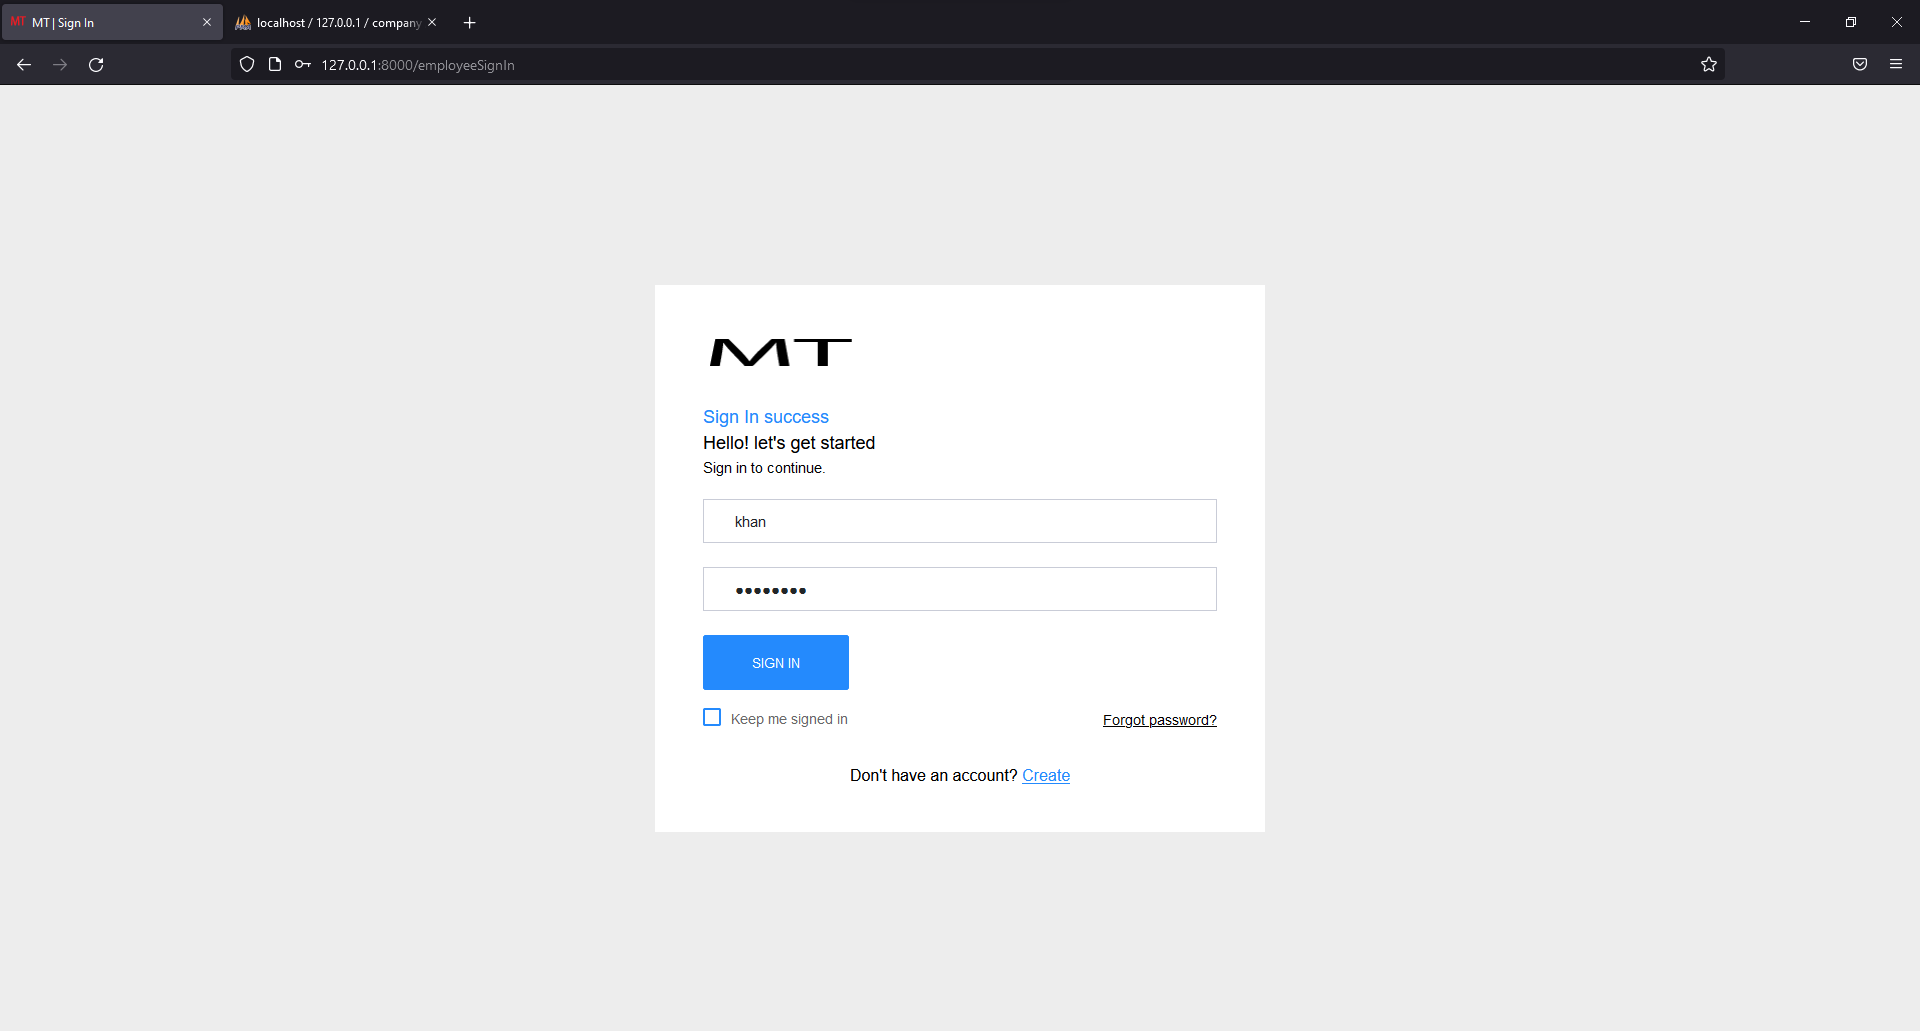 MT MT | Sign In
localhost / 127.0.0.1 / company
127.0.0.1:8000/employeeSignIn
MT
Sign In success
Hello! let's get started
Sign in to continue.
khan
••••••••
SIGN IN
Keep me signed in
Forgot password?
Don't have an account? Create